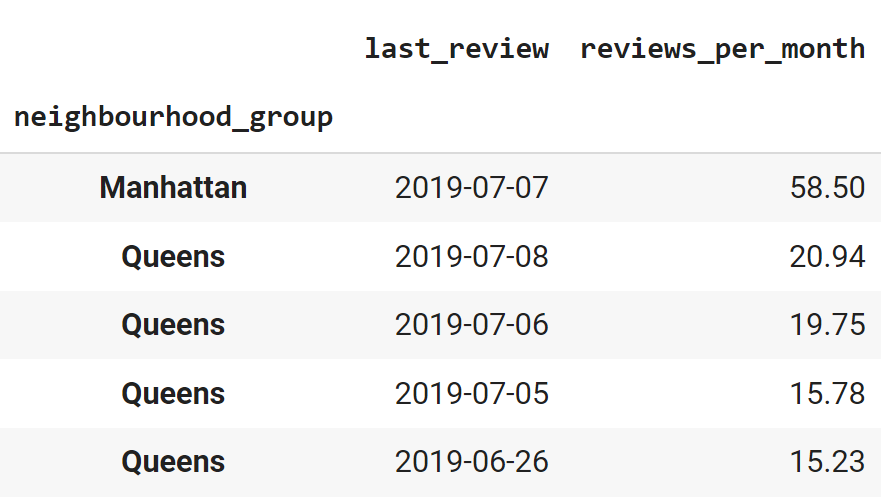 last_review reviews_per_month
neighbourhood_group
Manhattan 2019-07-07 58.50
Queens 2019-07-08 20.94
Queens 2019-07-06 19.75
Queens 2019-07-05 15.78
Queens 2019-06-26 15.23